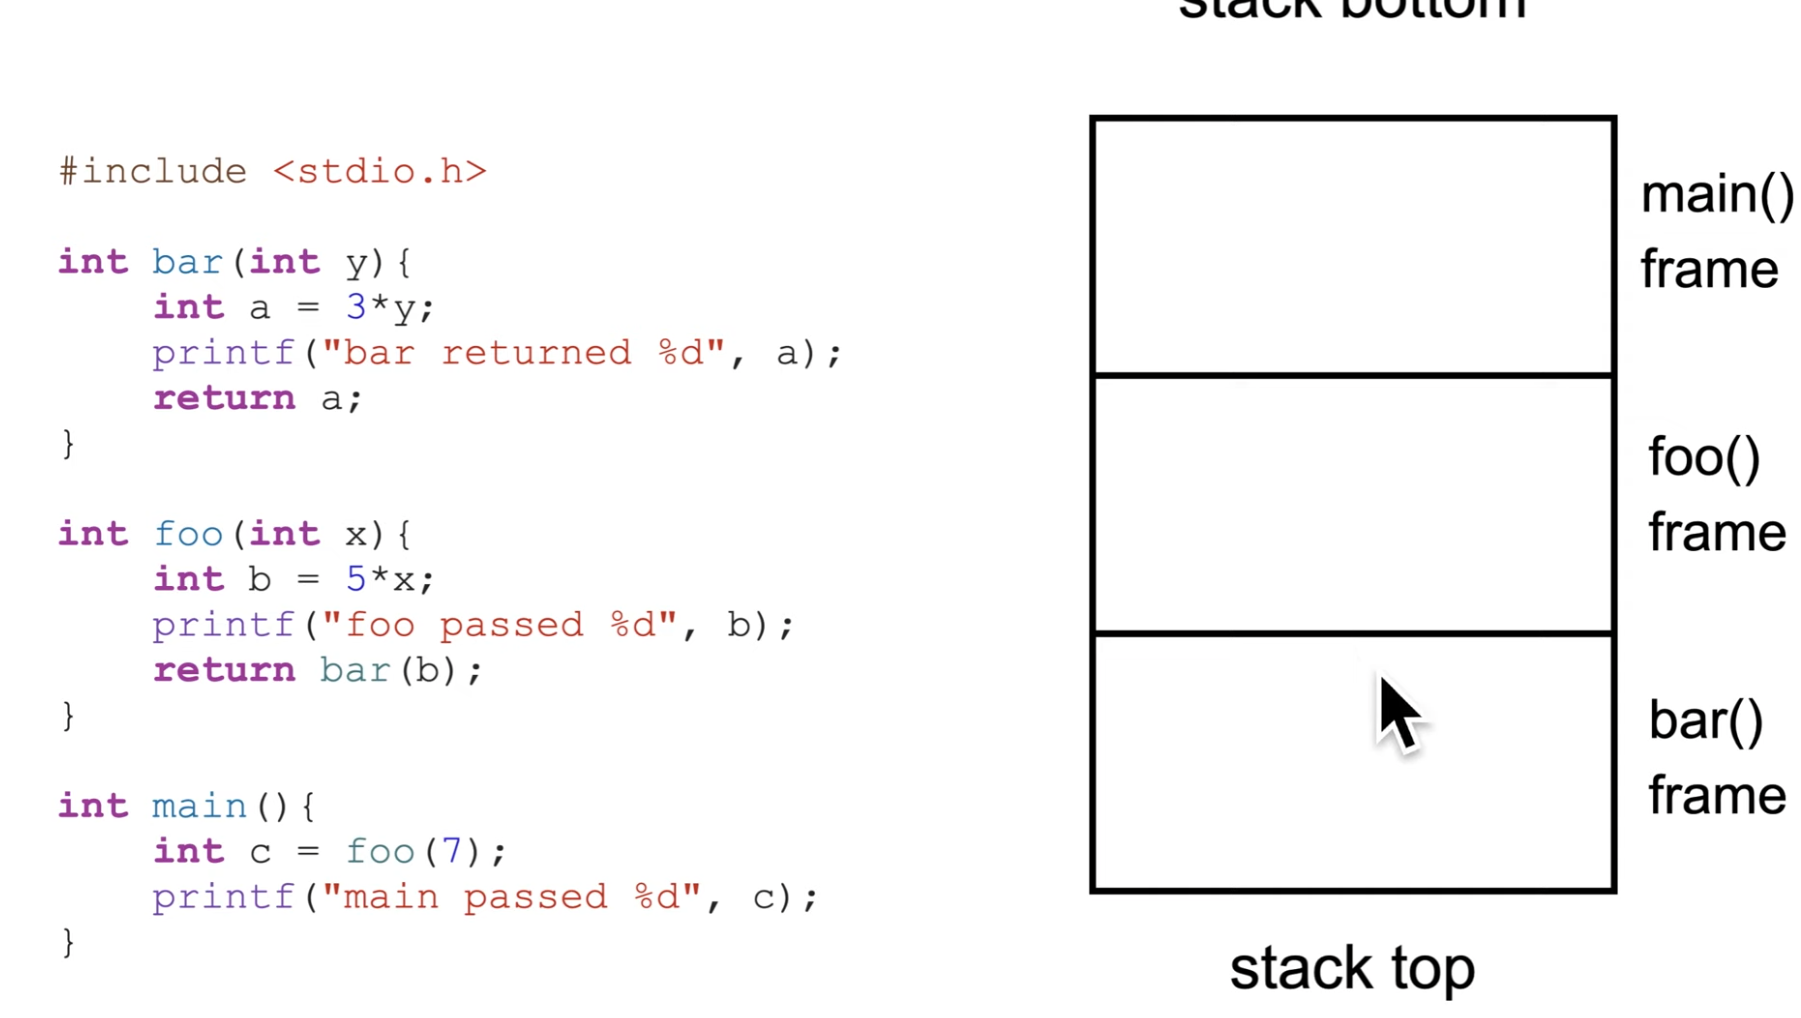 stack bottom
#include <stdio.h>
int bar(int y){
int a = 3*y;
printf("bar returned %d", a);
return a;
}
int foo(int x){
int b = 5*x;
printf("foo passed %d", b);
return bar(b);
}
int main(){
int c = foo(7);
printf("main passed %d", c);
}
main()
frame
foo()
frame
bar()
frame
stack top